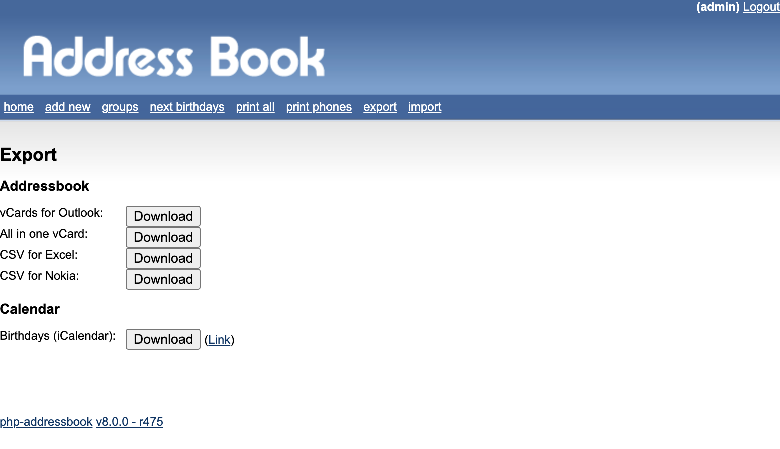 (admin) Logout
Address Book
home add new groups next birthdays print all print phones export import
Export
Addressbook
vCards for Outlook: Download
All in one vCard: Download
CSV for Excel: Download
CSV for Nokia: Download
Calendar
Birthdays (iCalendar): Download (Link)
php-addressbook v8.0.0 - r475